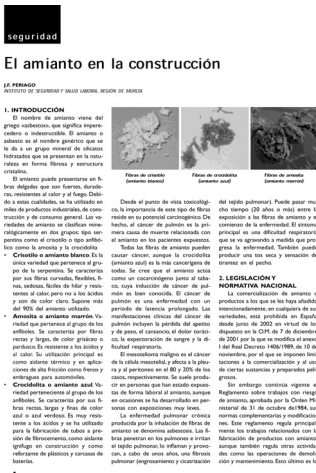 seguridad
El amianto en la construcción
J.F. PERIAGO
INSTITUTO DE SEGURIDAD Y SALUD LABORAL REGIÓN DE MURCIA
1. INTRODUCCIÓN
El nombre de amianto viene del
griego «asbestos», que significa impere-
cedero o indestructible. El amianto o
asbesto es el nombre genérico que se
le da a un grupo mineral de silicatos
hidratados que se presentan en la natu-
raleza en forma fibrosa y estructura
cristalina.
El amianto puede presentarse en fi-
bras delgadas que son fuertes, durade-
ras, resistentes al calor y al fuego. Debi-
do a estas cualidades, se ha utilizado en
miles de productos industriales, de cons-
trucción y de consumo general. Las va-
riedades de amianto se clasifican mine-
ralógicamente en dos grupos: tipo ser-
pentina como el crisotilo o tipo anfibó-
lico como la amosita y la crocidolita
• Crisotilo o amianto blanco. Es la
única variedad que pertenece al gru-
po de la serpentina. Se caracteriza
por sus fibras curvadas, flexibles, fi-
nas, sedosas, fáciles de hilar y resis-
tentes al calor, pero no a los ácidos
y son de color claro. Supone más
del 90% del amianto utilizado.
• Amosita o amianto marrón. Va-
riedad que pertenece al grupo de los
anfíboles. Se caracteriza por fibras
rectas y largas, de color grisáceo o
parduzco. Es resistente a los ácidos y
al calor. Su utilización principal es
como aislante térmico y en aplica-
ciones de alta fricción como frenos y
embragues para automóviles.
• Crocidolita o amianto azul. Va-
riedad perteneciente al grupo de los
anfíboles. Se caracteriza por sus fi-
bras rectas, largas y finas de color
azul o azul verdoso. Es muy resis-
tente a los ácidos y se ha utilizado
para la fabricación de tubos a pre-
sión de fibrocemento, como aislante
ignífugo en construcción y como
reforzante de plásticos y carcasas de
baterías.
Fibras de crisotilo
(amianto blanco)
Fibras de crocidolita
(amianto azul)
Fibras de amosita
(amianto marrón)
Desde el punto de vista toxicológi-
co, la importancia de este tipo de fibras
reside en su potencial carcinogénico. De
hecho, el cáncer de pulmón es la pri-
mera causa de muerte relacionada con
el amianto en los pacientes expuestos.
Todas las fibras de amianto pueden
causar cáncer, aunque la crocidolita
(amianto azul) es la más cancerígena de
todas. Se cree que el amianto actúa
como un cocarcinógeno junto al taba-
co, cuya inducción de cáncer de pul-
món es bien conocida. El cáncer de
pulmón es una enfermedad con un
periodo de latencia prolongado. Las
manifestaciones clínicas del cáncer de
pulmón incluyen la pérdida del apetito
y de peso, el cansancio, el dolor toráci-
co, la expectoración de sangre y la di-
ficultad respiratoria.
El mesotelioma maligno es el cáncer
de la célula mesotelial, y afecta a la pleu-
ra y al peritoneo en el 80 y 20% de los
casos, respectivamente. Se suele produ-
cir en personas que han estado expues-
tas de forma laboral al amianto, aunque
en ocasiones se ha desarrollado en per-
sonas con exposiciones muy leves.
La enfermedad pulmonar crónica
producida por la inhalación de fibras de
amianto se denomina asbestosis. Las fi-
bras penetran en los pulmones e irritan
el tejido pulmonar, lo inflaman y provo-
can, a cabo de unos años, una fibrosis
pulmonar (engrosamiento y cicatrización
del tejido pulmonar). Puede pasar mu-
cho tiempo (20 años o más) entre la
exposición a las fibras de amianto y el
comienzo de la enfermedad. El síntoma
principal es una dificultad respiratoria
que se va agravando a medida que pro-
gresa la enfermedad. También puede
producir una tos seca y sensación de
tirantez en el pecho.
2. LEGISLACIÓN Y
NORMATIVA NACIONAL
La comercialización de amianto o
productos a los que se les haya añadido
intencionadamente, en cualquiera de sus
variedades, está prohibida en España
desde junio de 2002 en virtud de lo
dispuesto en la O.M. de 7 de diciembre
de 2001 por la que se modifica el anexo
I del Real Decreto 1406/1989, de 10 de
noviembre, por el que se imponen limi-
taciones a la comercialización y al uso
de ciertas sustancias y preparados peli-
grosos.
Sin embargo continúa vigente el
Reglamento sobre trabajos con riesgo
de amianto, aprobada por la Orden Mi-
nisterial de 31 de octubre de 1984, sus
normas complementarias y modificacio-
nes. Este reglamento regula principal-
mente los trabajos relacionados con la
fabricación de productos con amianto,
aunque también regula otras activida-
des como las operaciones de demoli-
ción y mantenimiento. Esto último es lo